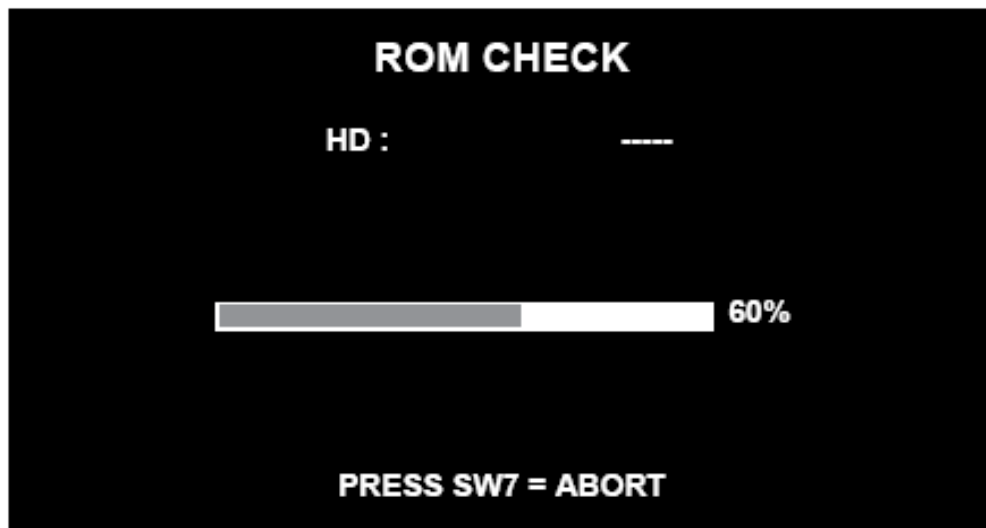 ROM CHECK
HD : -----
60%
PRESS SW7 = ABORT